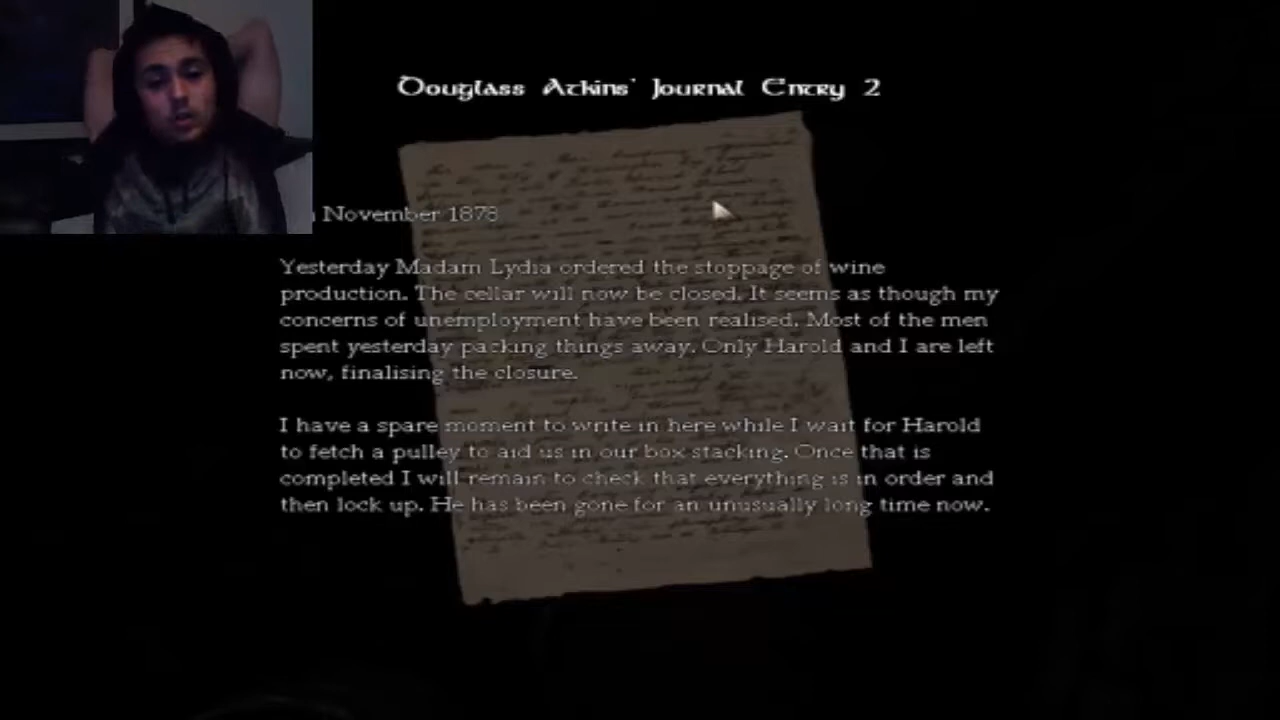 Douglass Atkins' Journal Entry 2
November 1878
Yesterday Madam Lydia ordered the stoppage of wine
production. The cellar will now be closed. It seems as though my
concerns of unemployment have been realised. Most of the men
spent yesterday packing things away. Only Harold and I are left
now, finalising the closure.
I have a spare moment to write in here while I wait for Harold
to fetch a pulley to aid us in our box stacking. Once that is
completed I will remain to check that everything is in order and
then lock up. He has been gone for an unusually long time now.